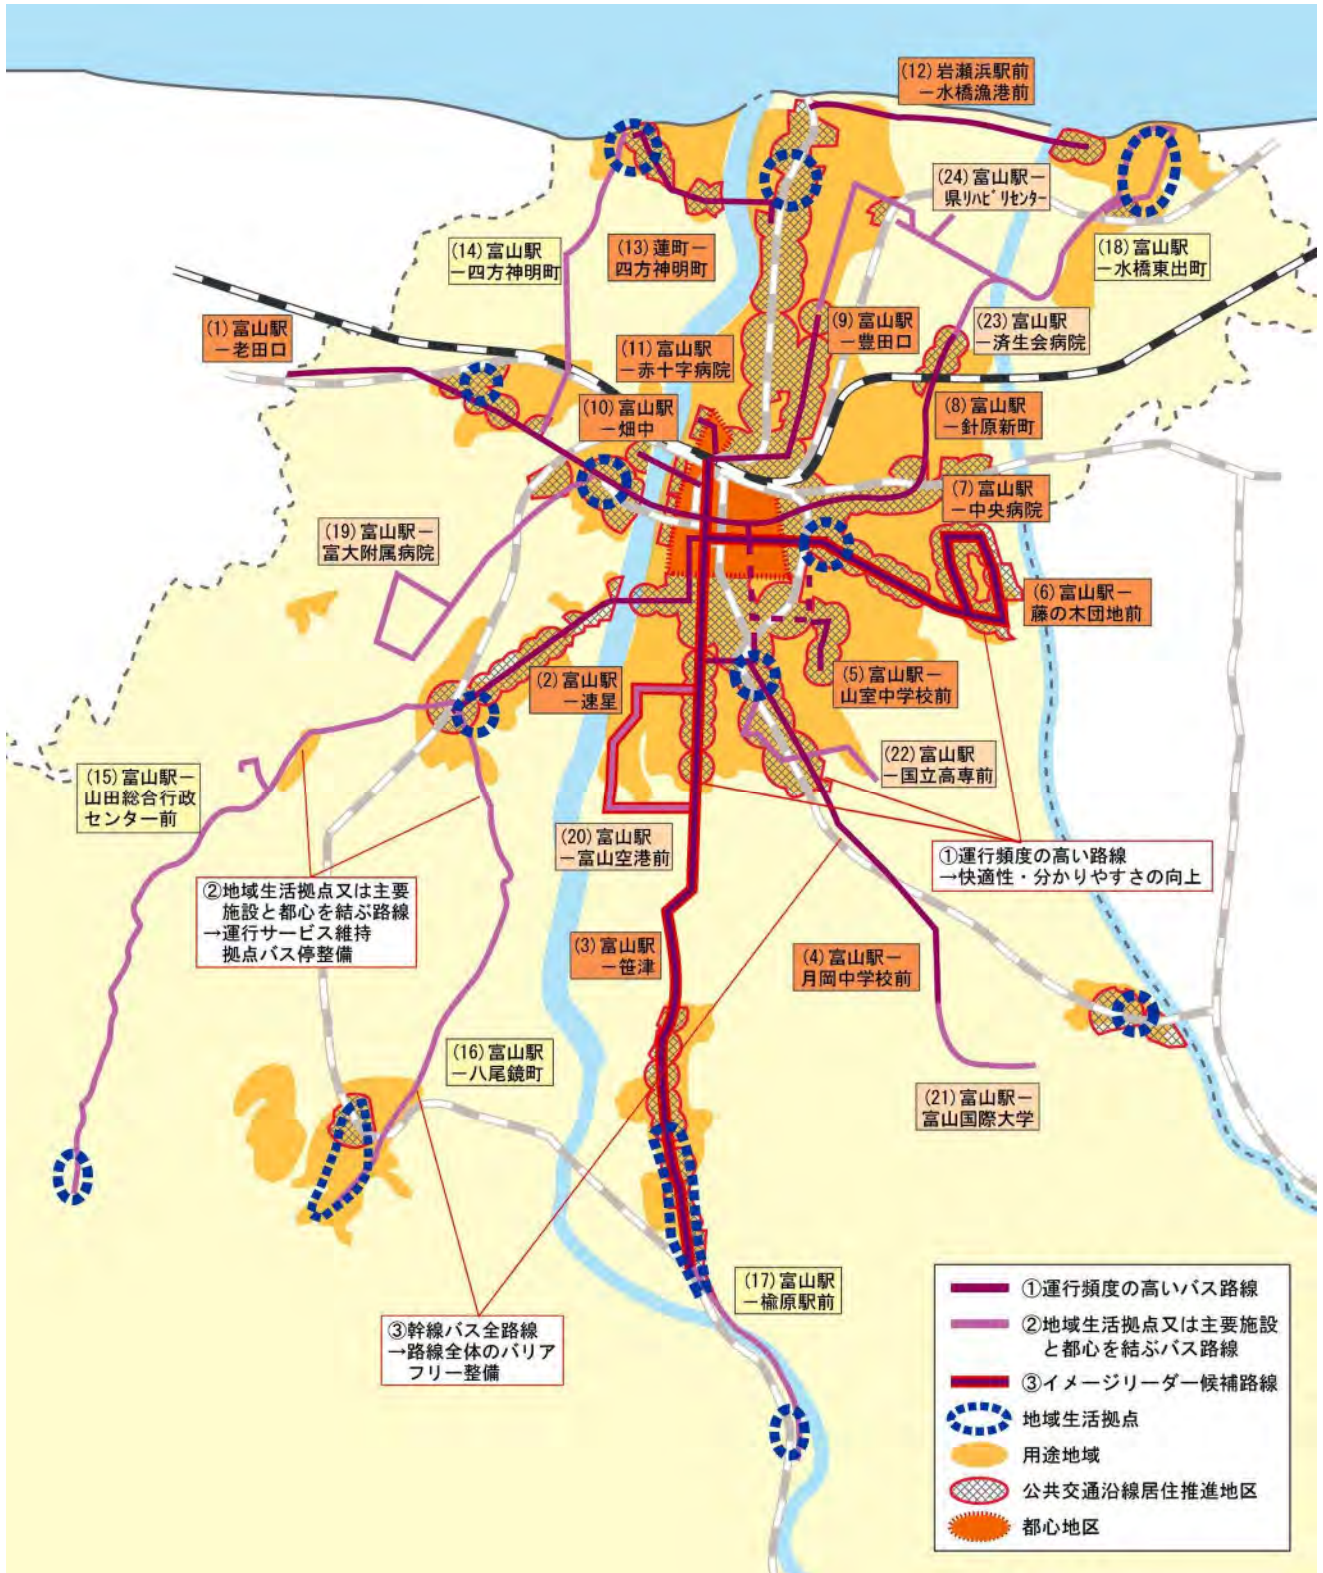 (12)岩瀬浜駅前
ー水橋漁港前
(24)富山駅ー
県リハビリセンター
(14)富山駅
ー四方神明町
(13)蓮町ー
四方神明町
(18)富山駅
ー水橋東出町
(1)富山駅
ー老田口
(11)富山駅
ー赤十字病院
(9)富山駅
ー豊田口
(23)富山駅
ー済生会病院
(10)富山駅
ー畑中
(8)富山駅
ー針原新町
(7)富山駅
ー中央病院
(19)富山駅ー
富大附属病院
(6)富山駅ー
藤の木団地前
(2)富山駅
ー速星
(5)富山駅ー
山室中学校前
(22)富山駅
ー国立高専前
(15)富山駅ー
山田総合行政
センター前
(20)富山駅
ー富山空港前
①運行頻度の高い路線
→快適性・分かりやすさの向上
②地域生活拠点又は主要
施設と都心を結ぶ路線
→運行サービス維持
拠点バス停整備
(3)富山駅
ー笹津
(4)富山駅ー
月岡中学校前
(16)富山駅
ー八尾鏡町
(21)富山駅ー
富山国際大学
(17)富山駅
ー楡原駅前
③幹線バス全路線
→路線全体のバリア
フリー整備
①運行頻度の高いバス路線
②地域生活拠点又は主要施設
と都心を結ぶバス路線
③イメージリーダー候補路線
地域生活拠点
用途地域
公共交通沿線居住推進地区
都心地区